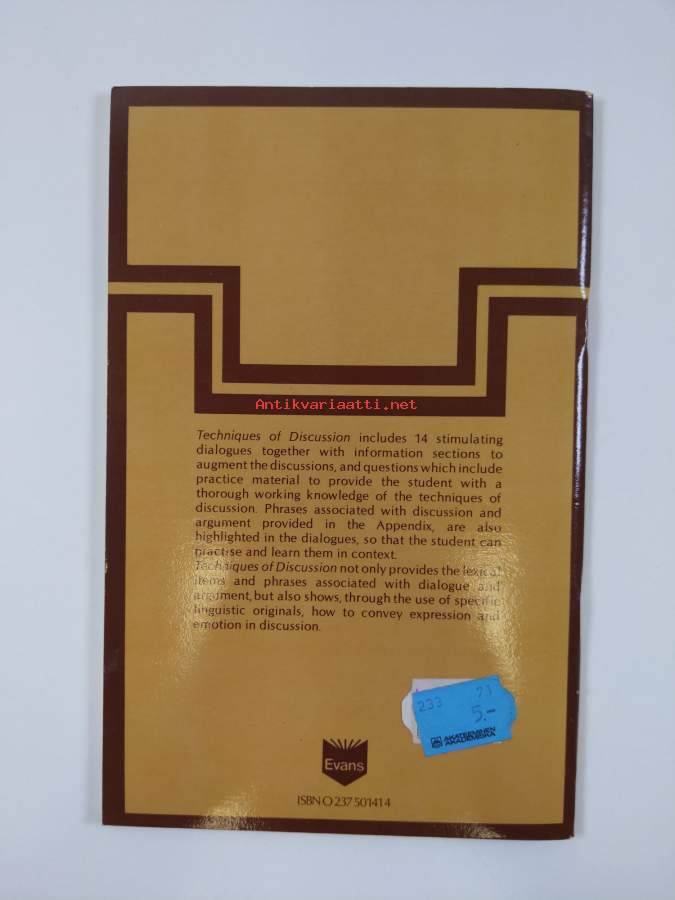 Antikvariaatti.net
Techniques of Discussion includes 14 stimulating
dialogues together with information sections to
augment the discussions, and questions which include
practice material to provide the student with a
thorough working knowledge of the techniques of
discussion. Phrases associated with discussion and
argument provided in the Appendix, are also
highlighted in the dialogues, so that the student can
practise and learn them in context.
Techniques of Discussion not only provides the lexical
items and phrases associated with dialogue and
argument, but also shows, through the use of specific
linguistic originals, how to convey expression and
emotion in discussion.
233 71
5.-
AKATEEMINEN
AKADEMISKA
Evans
ISBN O 237 50141 4